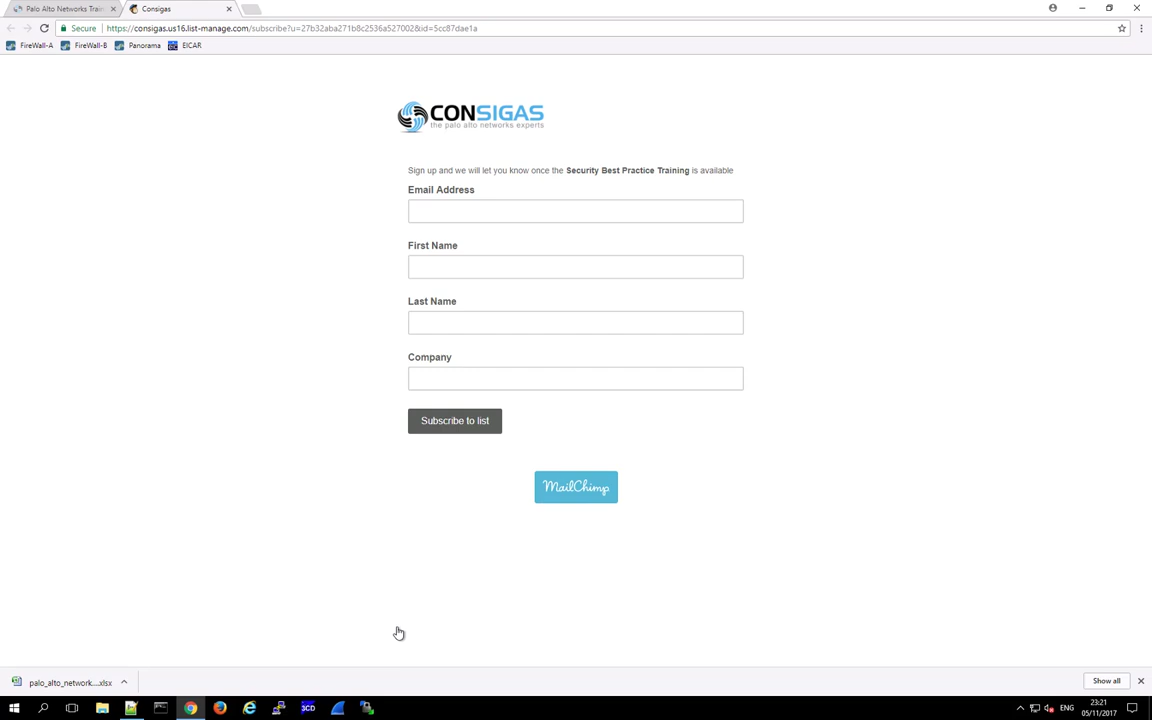 Palo Alto Networks Train
Consigas
Secure
https://consigas.us16.list-manage.com/subscribe?u=27b32aba271b8c2536a527002&id=5cc87dae1a
FireWall-A
FireWall-B
Panorama
EICAR
CONSIGAS
the palo alto networks experts
Sign up and we will let you know once the Security Best Practice Training is available
Email Address
First Name
Last Name
Company
Subscribe to list
MailChimp
palo_alto_network....xlsx
Show all
3CD
ENG
23:21
05/11/2017